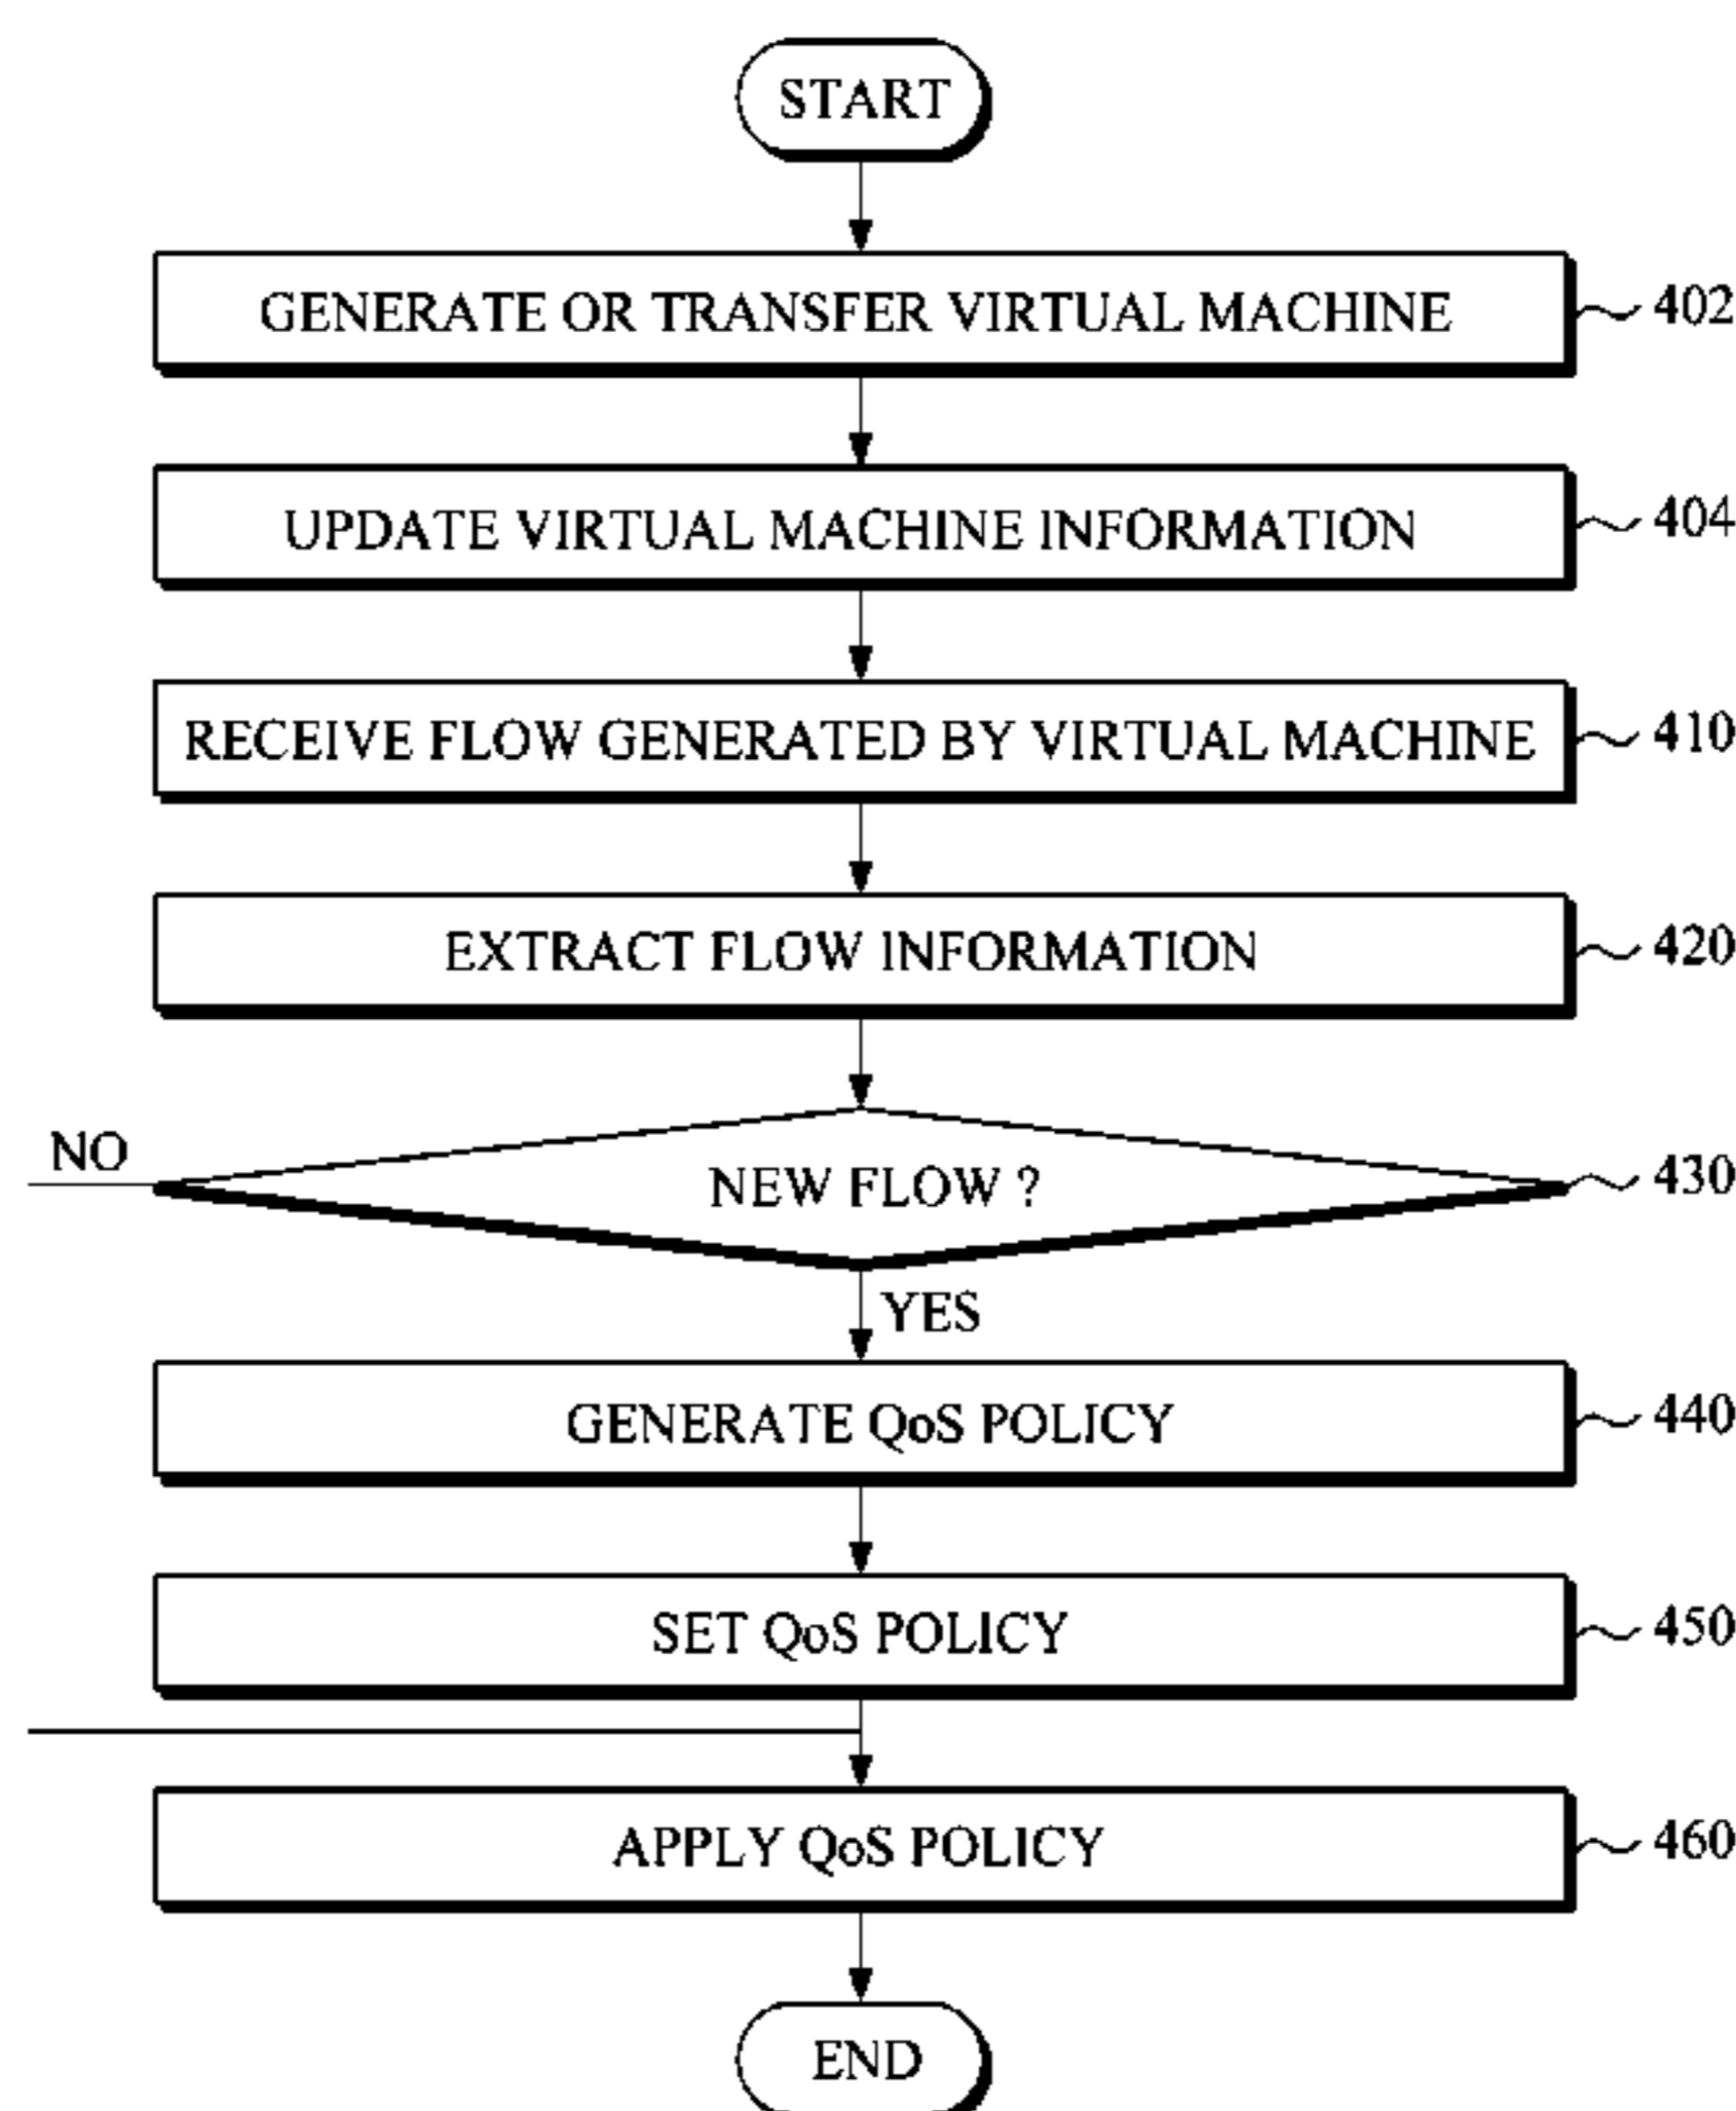 START
GENERATE OR TRANSFER VIRTUAL MACHINE
402
UPDATE VIRTUAL MACHINE INFORMATION
404
RECEIVE FLOW GENERATED BY VIRTUAL MACHINE
410
EXTRACT FLOW INFORMATION
420
NO
NEW FLOW ?
430
YES
GENERATE QoS POLICY
440
SET QoS POLICY
450
APPLY QoS POLICY
460
END